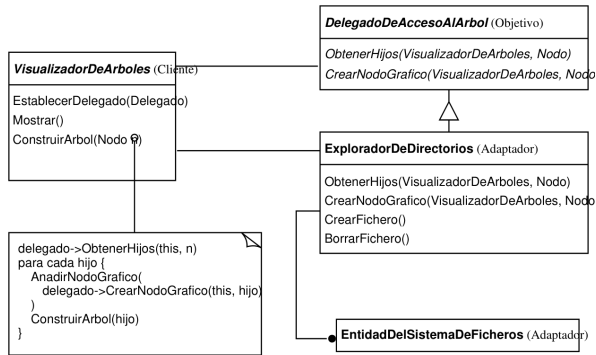 DelegadoDeAccesoAlArbol (Objetivo)
ObtenerHijos(VisualizadorDeArboles, Nodo)
CrearNodoGrafico(VisualizadorDeArboles, Nodo
VisualizadorDeArboles (Cliente)
EstablecerDelegado(Delegado)
Mostrar()
ConstruirArbol(Nodo n)
ExploradorDeDirectorios (Adaptador)
ObtenerHijos(VisualizadorDeArboles, Nodo)
CrearNodoGrafico(VisualizadorDeArboles, Nodo
CrearFichero()
BorrarFichero()
delegado->ObtenerHijos(this, n)
para cada hijo {
AnadirNodoGrafico(
delegado->CrearNodoGrafico(this, hijo)
)
ConstruirArbol(hijo)
}
EntidadDelSistemaDeFicheros (Adaptador)